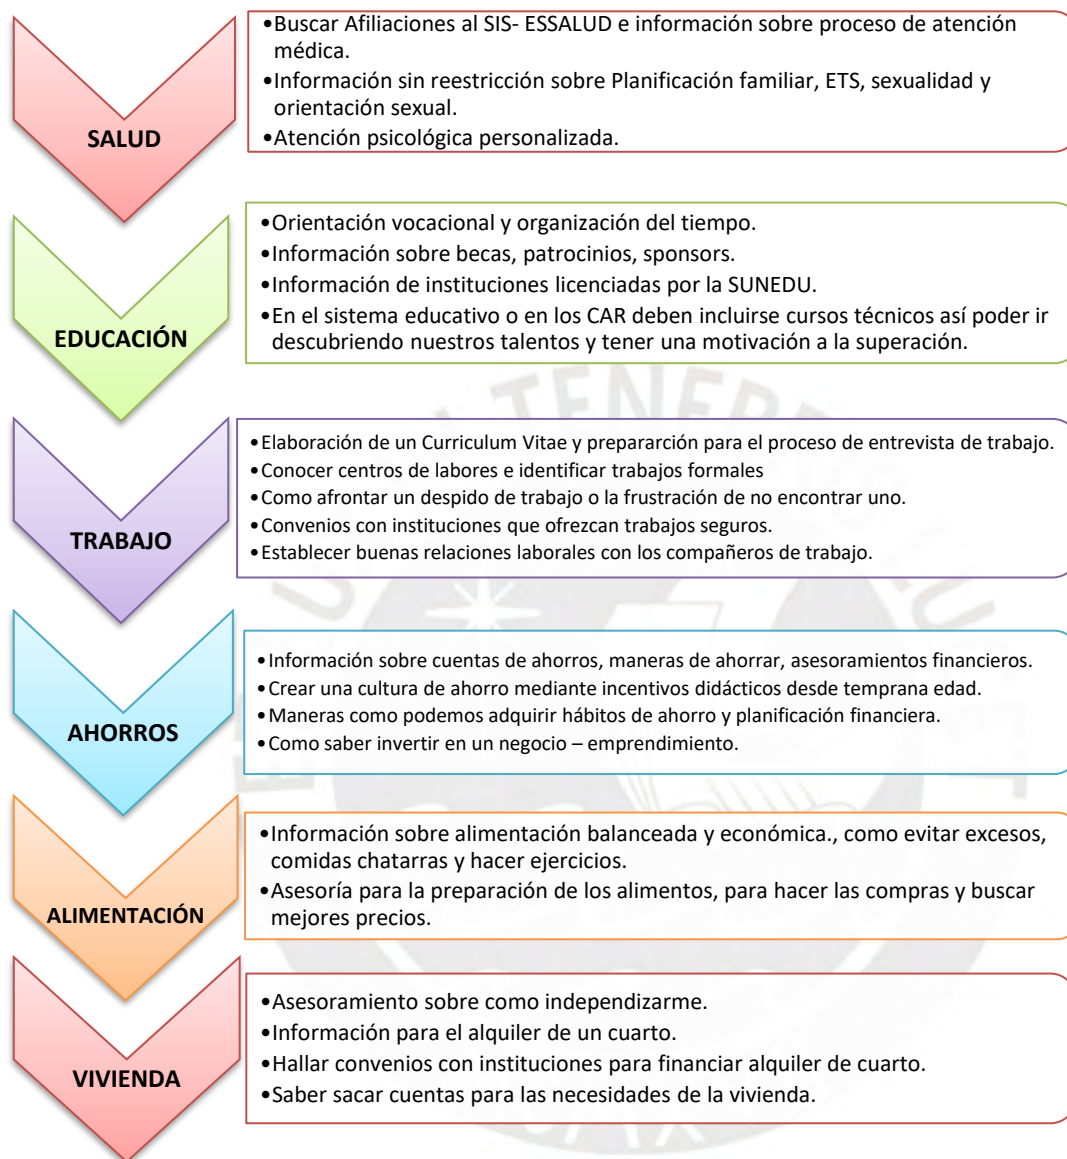 •Buscar Afiliaciones al SIS- ESSALUD e información sobre proceso de atención
médica.
•Información sin reestricción sobre Planificación familiar, ETS, sexualidad y
orientación sexual.
•Atención psicológica personalizada.
SALUD
•Orientación vocacional y organización del tiempo.
•Información sobre becas, patrocinios, sponsors.
•Información de instituciones licenciadas por la SUNEDU.
•En el sistema educativo o en los CAR deben incluirse cursos técnicos así poder ir
descubriendo nuestros talentos y tener una motivación a la superación.
EDUCACIÓN
•Elaboración de un Curriculum Vitae y prepararción para el proceso de entrevista de trabajo.
•Conocer centros de labores e identificar trabajos formales
•Como afrontar un despido de trabajo o la frustración de no encontrar uno.
•Convenios con instituciones que ofrezcan trabajos seguros.
•Establecer buenas relaciones laborales con los compañeros de trabajo.
TRABAJO
•Información sobre cuentas de ahorros, maneras de ahorrar, asesoramientos financieros.
•Crear una cultura de ahorro mediante incentivos didácticos desde temprana edad.
•Maneras como podemos adquirir hábitos de ahorro y planificación financiera.
•Como saber invertir en un negocio – emprendimiento.
AHORROS
•Información sobre alimentación balanceada y económica., como evitar excesos,
comidas chatarras y hacer ejercicios.
•Asesoría para la preparación de los alimentos, para hacer las compras y buscar
mejores precios.
ALIMENTACIÓN
•Asesoramiento sobre como independizarme.
•Información para el alquiler de un cuarto.
•Hallar convenios con instituciones para financiar alquiler de cuarto.
•Saber sacar cuentas para las necesidades de la vivienda.
VIVIENDA